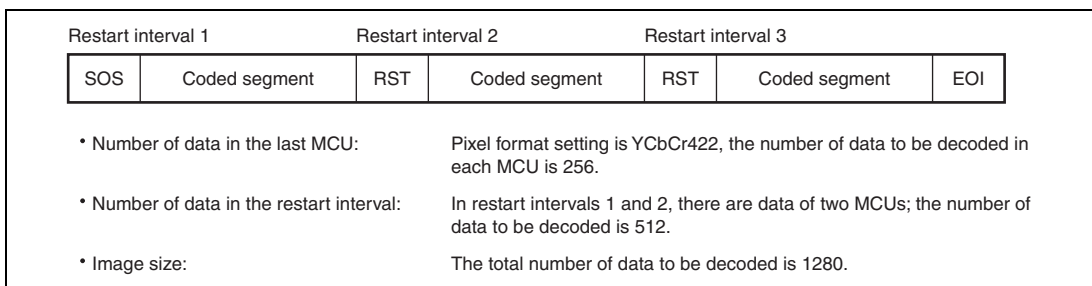 Restart interval 1 Restart interval 2 Restart interval 3
SOS Coded segment RST Coded segment RST Coded segment EOI
• Number of data in the last MCU: Pixel format setting is YCbCr422, the number of data to be decoded in
each MCU is 256.
• Number of data in the restart interval: In restart intervals 1 and 2, there are data of two MCUs; the number of
data to be decoded is 512.
• Image size: The total number of data to be decoded is 1280.